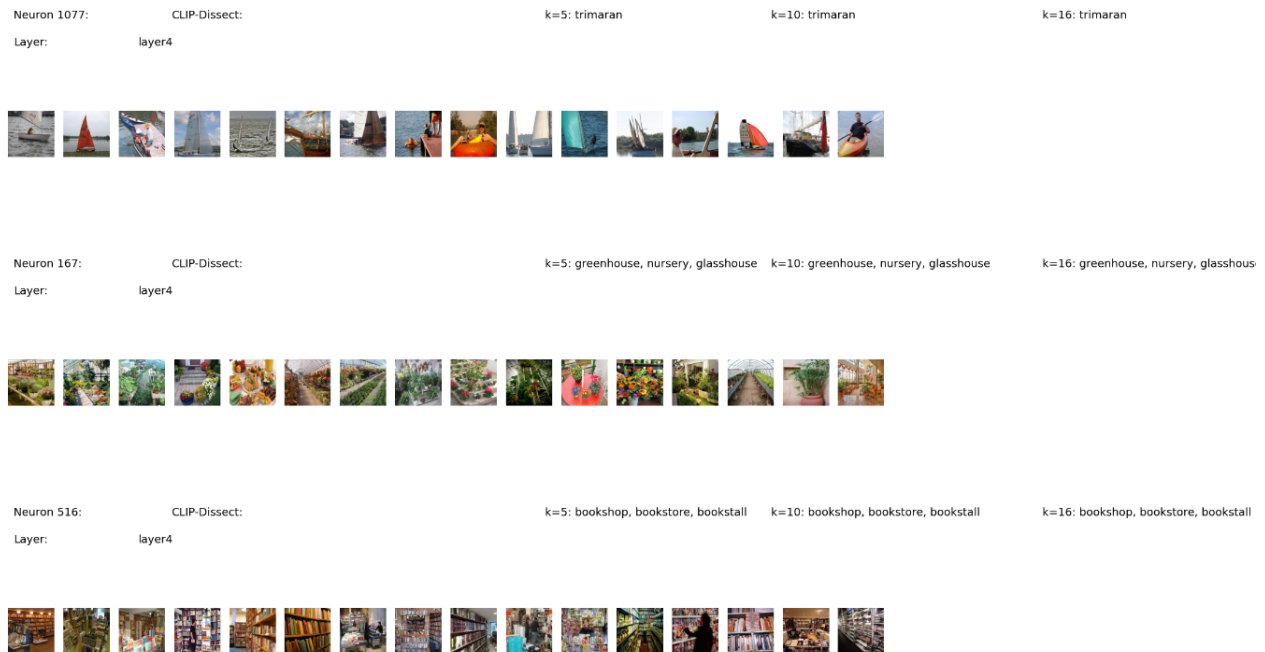 Neuron 1077: CLIP-Dissect: k=5: trimaran k=10: trimaran k=16: trimaran
Layer: layer4
Neuron 167: CLIP-Dissect: k=5: greenhouse, nursery, glasshouse k=10: greenhouse, nursery, glasshouse k=16: greenhouse, nursery, glasshous
Layer: layer4
Neuron 516: CLIP-Dissect: k=5: bookshop, bookstore, bookstall k=10: bookshop, bookstore, bookstall k=16: bookshop, bookstore, bookstall
Layer: layer4